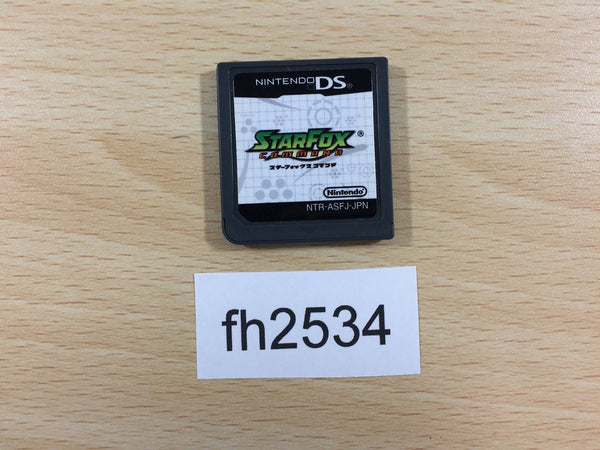 NINTENDO DS
STARFOX
COMMAND
スターフォックス コマンド
Nintendo
NTR-ASFJ-JPN
fh2534